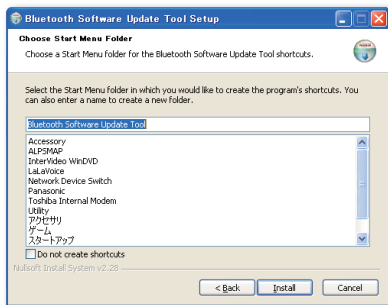 Bluetooth Software Update Tool Setup
Choose Start Menu Folder
Choose a Start Menu folder for the Bluetooth Software Update Tool shortcuts.
Select the Start Menu folder in which you would like to create the program's shortcuts. You
can also enter a name to create a new folder.
Bluetooth Software Update Tool
Accessory
ALPSMAP
InterVideo WinDVD
LaLaVoice
Network Device Switch
Panasonic
Toshiba Internal Modem
Utility
アクセサリ
ゲーム
スタートアップ
Do not create shortcuts
Nullsoft Install System v2.28
< Back
Install
Cancel